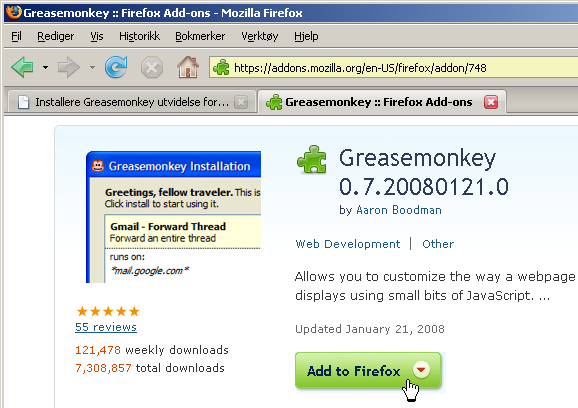 Greasemonkey :: Firefox Add-ons - Mozilla Firefox
Fil Rediger Vis Historikk Bokmerker Verktøy Hjelp
https://addons.mozilla.org/en-US/firefox/addon/748
Installere Greasemonkey utvidelse for... Greasemonkey :: Firefox Add-ons
Greasemonkey Installation
Greetings, fellow traveler. This is
Click install to start using it.
Gmail - Forward Thread
Forward an entire thread
runs on:
*mail.google.com*
55 reviews
121,478 weekly downloads
7,308,857 total downloads
Greasemonkey
0.7.20080121.0
by Aaron Boodman
Web Development | Other
Allows you to customize the way a webpage
displays using small bits of JavaScript. ...
Updated January 21, 2008
Add to Firefox